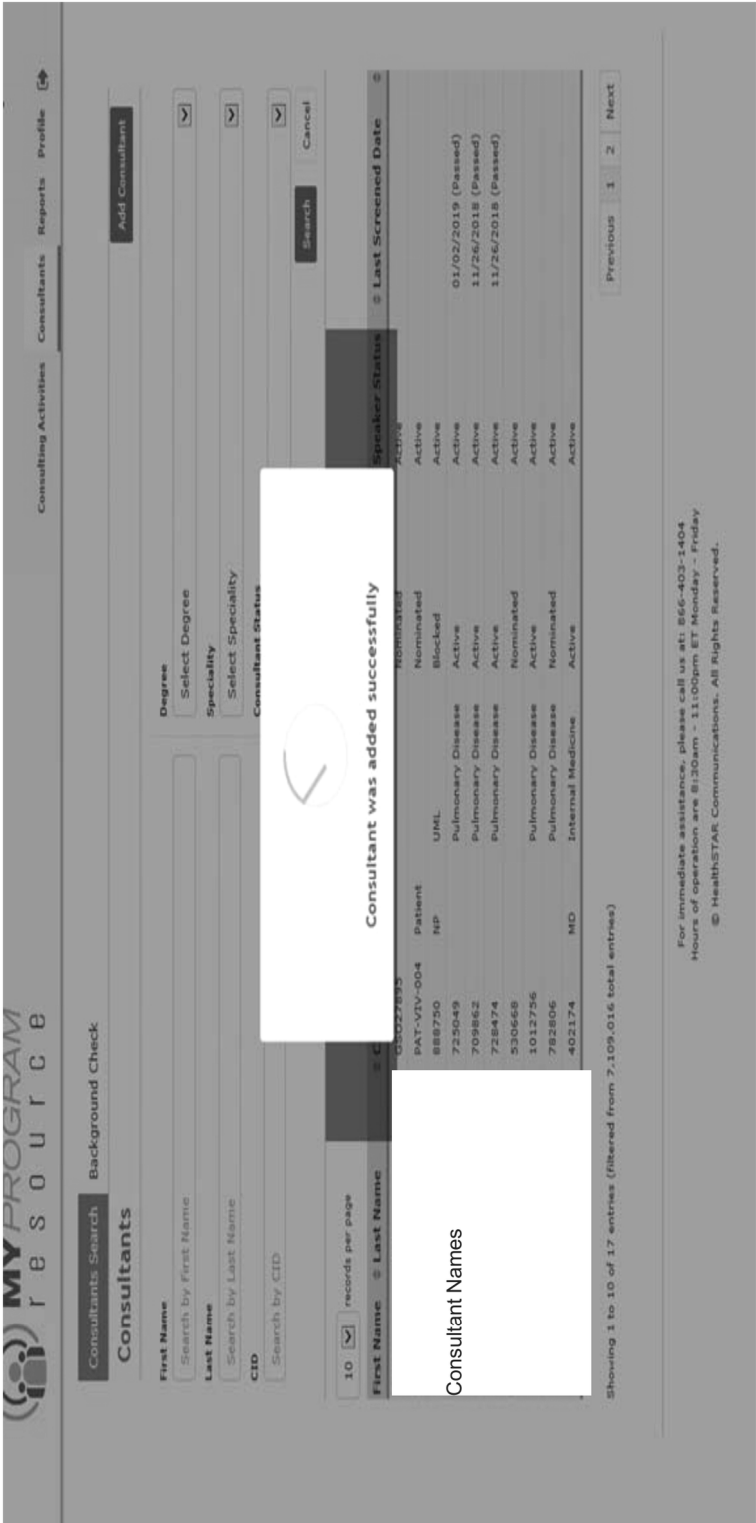 MYPROGRAM
resource
Consulting Activities Consultants Reports Profile
Consultants Search Background Check
Consultants
Add Consultant
First Name Degree
Search by First Name Select Degree
Last Name Speciality
Search by Last Name Select Speciality
CID Consultant Status
Search by CID
Search Cancel
Consultant was added successfully
10 records per page
First Name Last Name C Speaker Status Last Screened Date
GSO27895 Nominated Active
PAT-VIV-004 Patient Nominated Active
888750 NP UML Blocked Active
725049 Pulmonary Disease Active Active 01/02/2019 (Passed)
709862 Pulmonary Disease Active Active 11/26/2018 (Passed)
728474 Pulmonary Disease Active Active 11/26/2018 (Passed)
530668 Nominated Active
1012756 Pulmonary Disease Active Active
782806 Pulmonary Disease Nominated Active
402174 MD Internal Medicine Active Active
Consultant Names
Showing 1 to 10 of 17 entries (filtered from 7,109,016 total entries)
Previous 1 2 Next
For immediate assistance, please call us at: 866-403-1404
Hours of operation are 8:30am - 11:00pm ET Monday - Friday
© HealthSTAR Communications. All Rights Reserved.